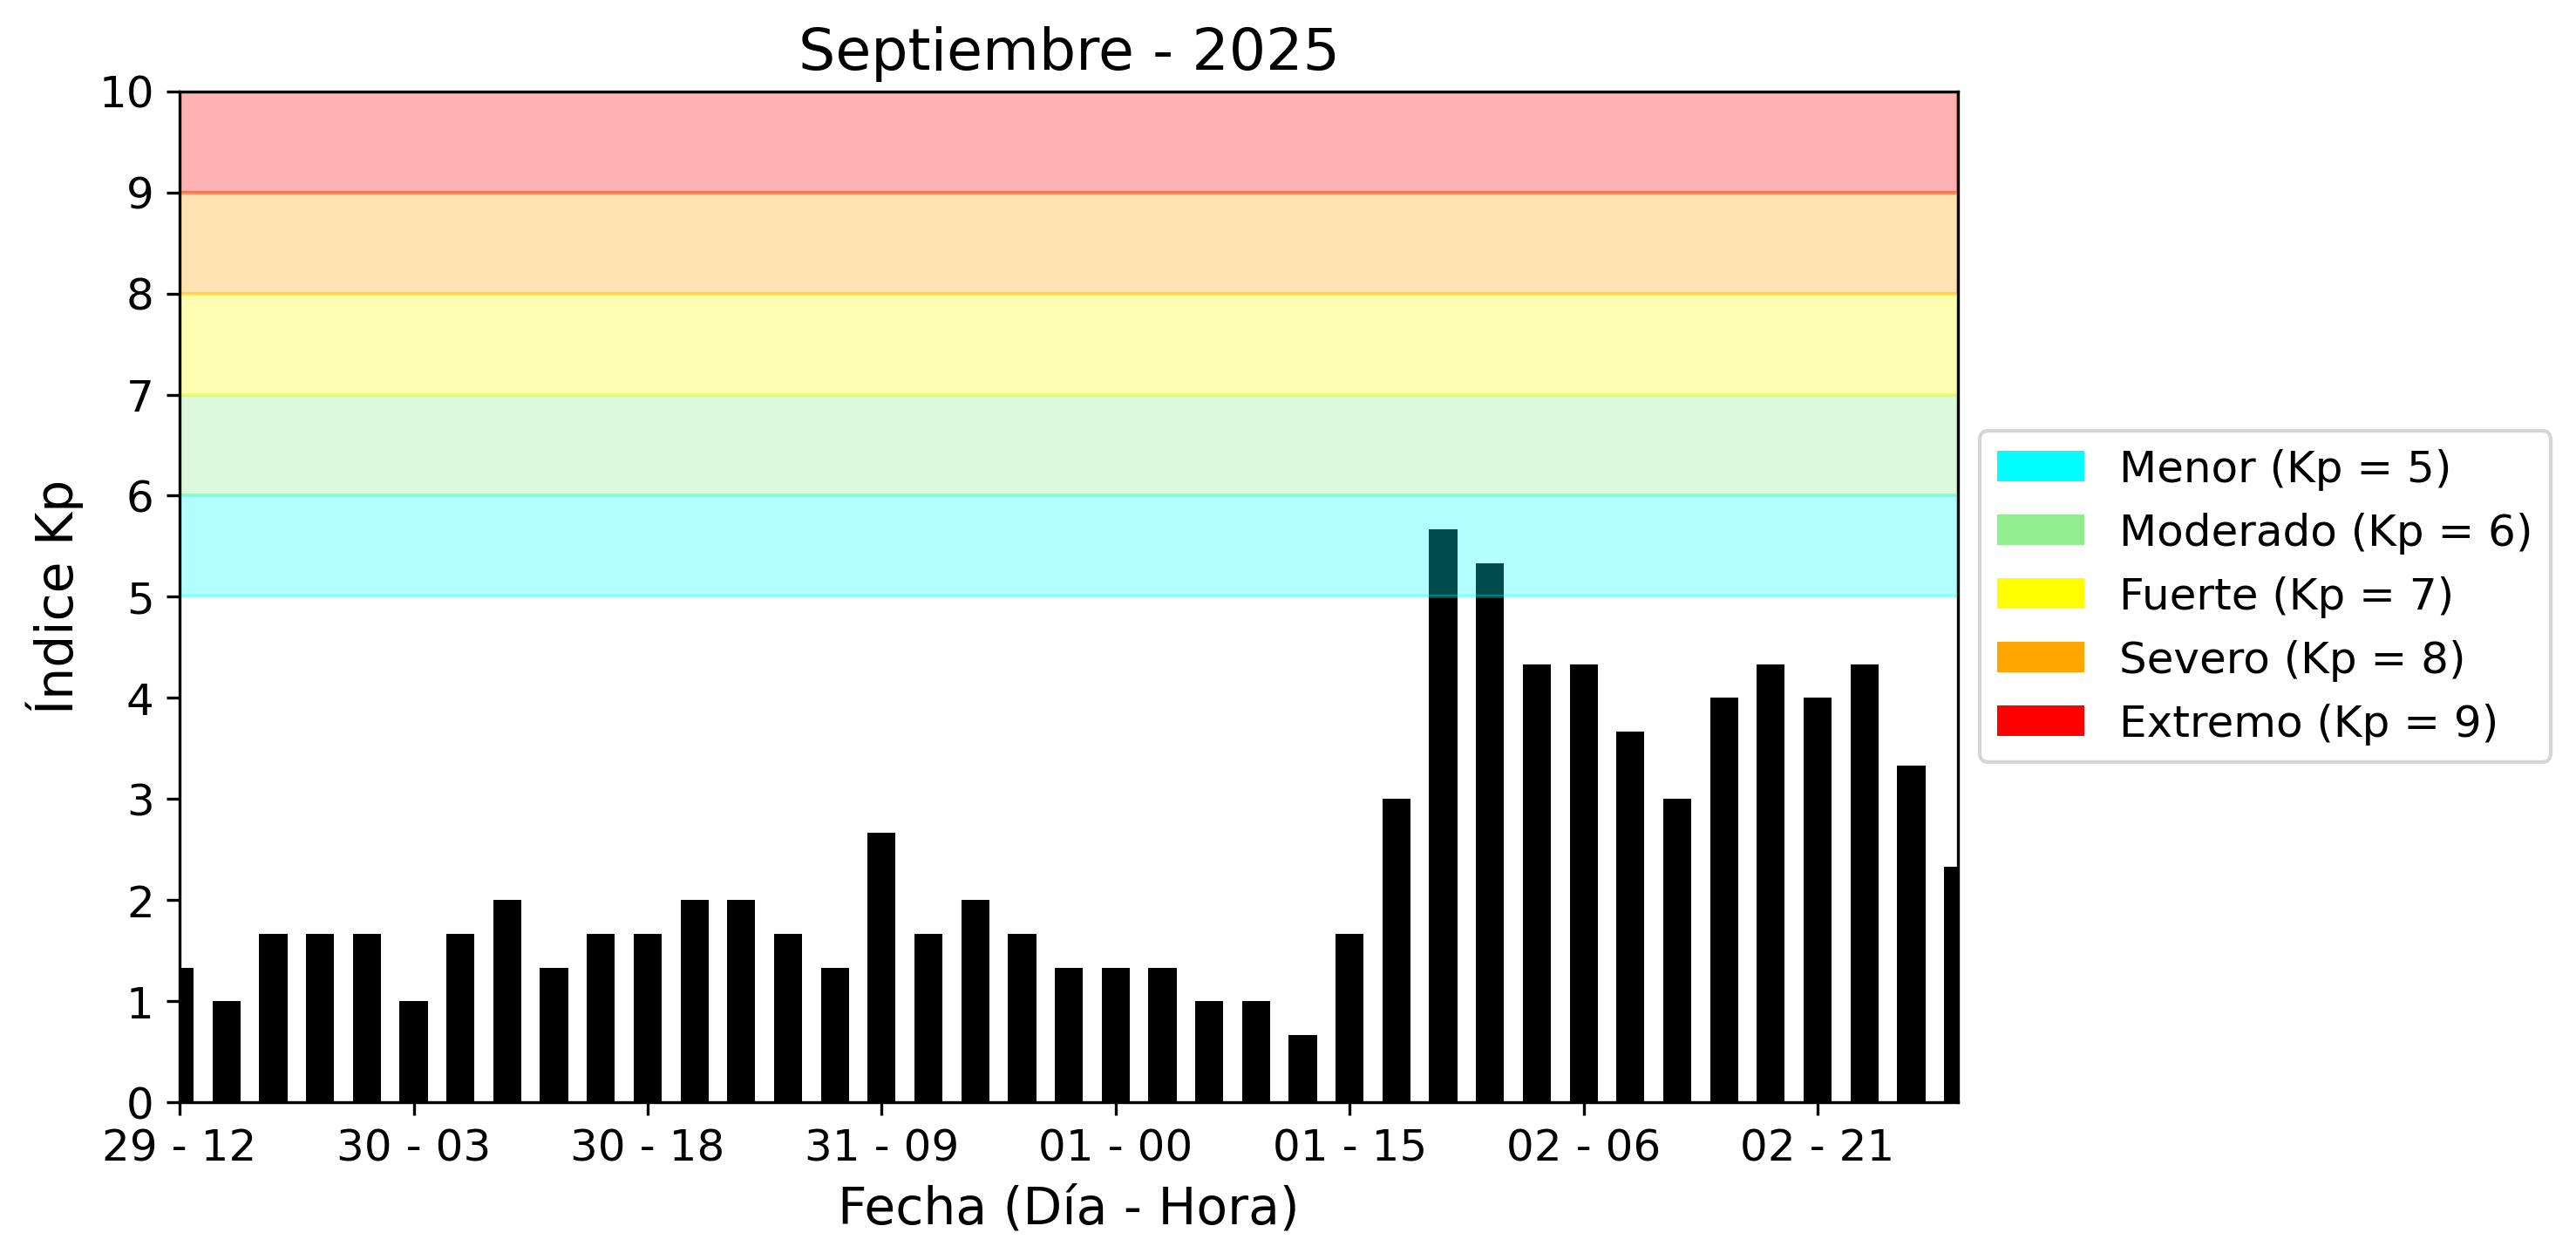 Septiembre - 2025
10
9
8
7
6
5
4
3
2
1
0
Índice Kp
29 - 12
30 - 03
30 - 18
31 - 09
01 - 00
01 - 15
02 - 06
02 - 21
Fecha (Día - Hora)
Menor (Kp = 5)
Moderado (Kp = 6)
Fuerte (Kp = 7)
Severo (Kp = 8)
Extremo (Kp = 9)